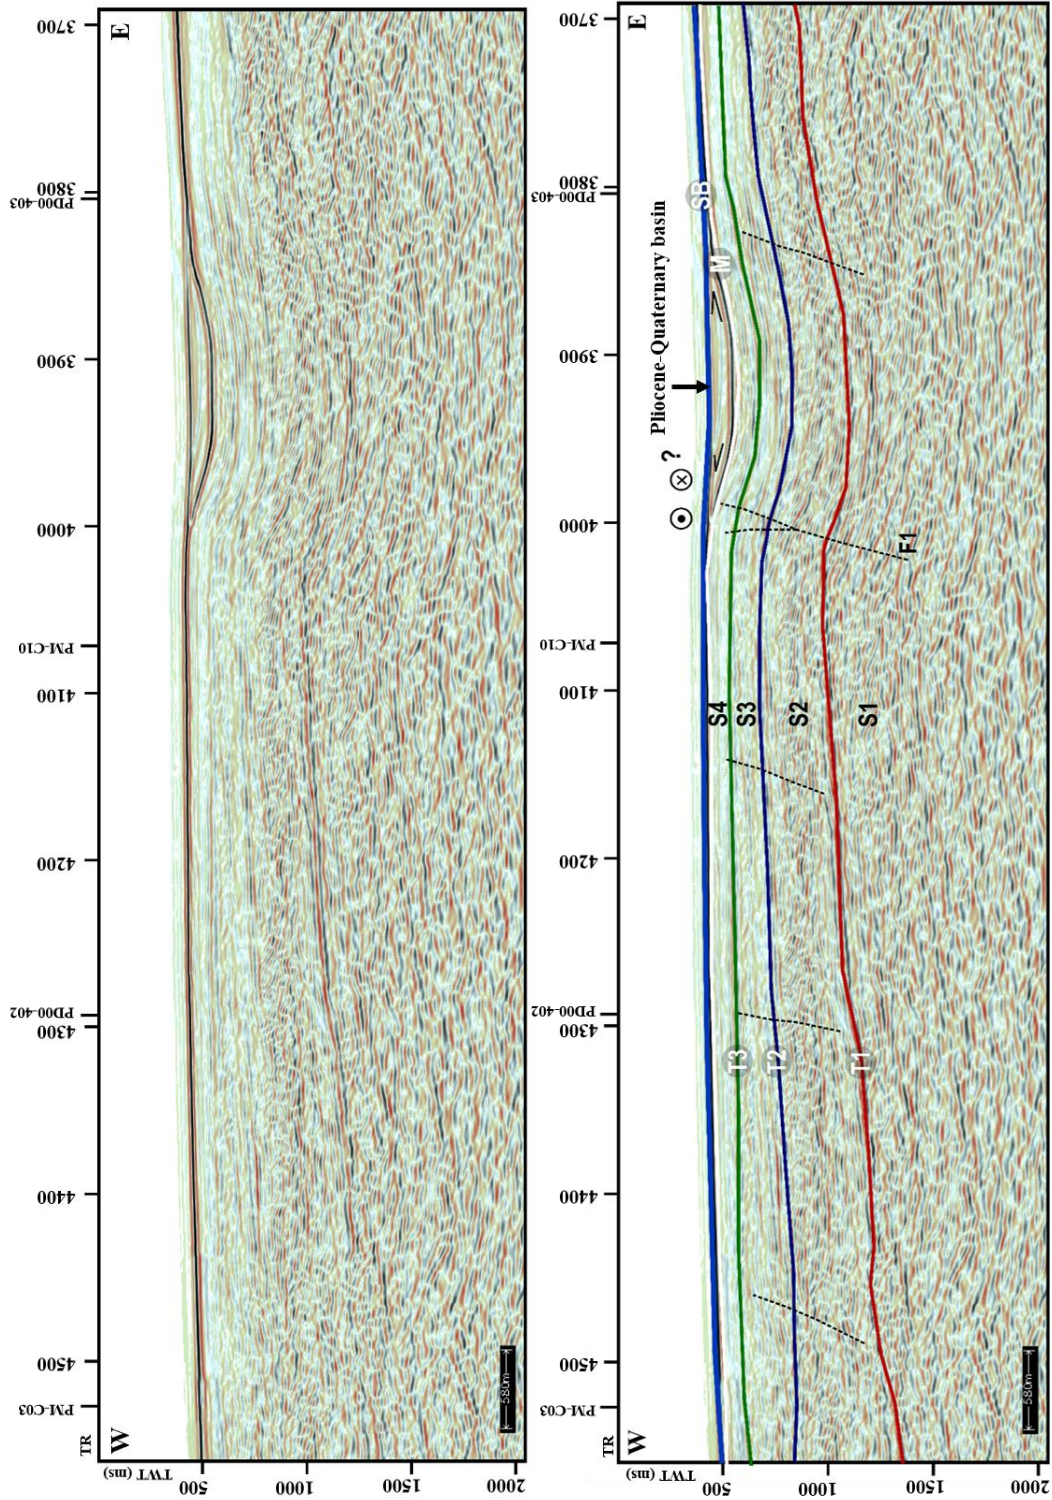 TR
W
E
PM-C03
4500
4400
4300
PD00-402
4200
4100
PM-C10
4000
3900
3800
PD00-403
3700
TWT (ms)
500
1000
1500
2000
580m
TR
W
E
PM-C03
4500
4400
4300
PD00-402
4200
4100
PM-C10
4000
3900
3800
PD00-403
3700
TWT (ms)
500
1000
1500
2000
Pliocene-Quaternary basin
?
SB
M
S4
S3
S2
S1
T3
T2
T1
F1
580m